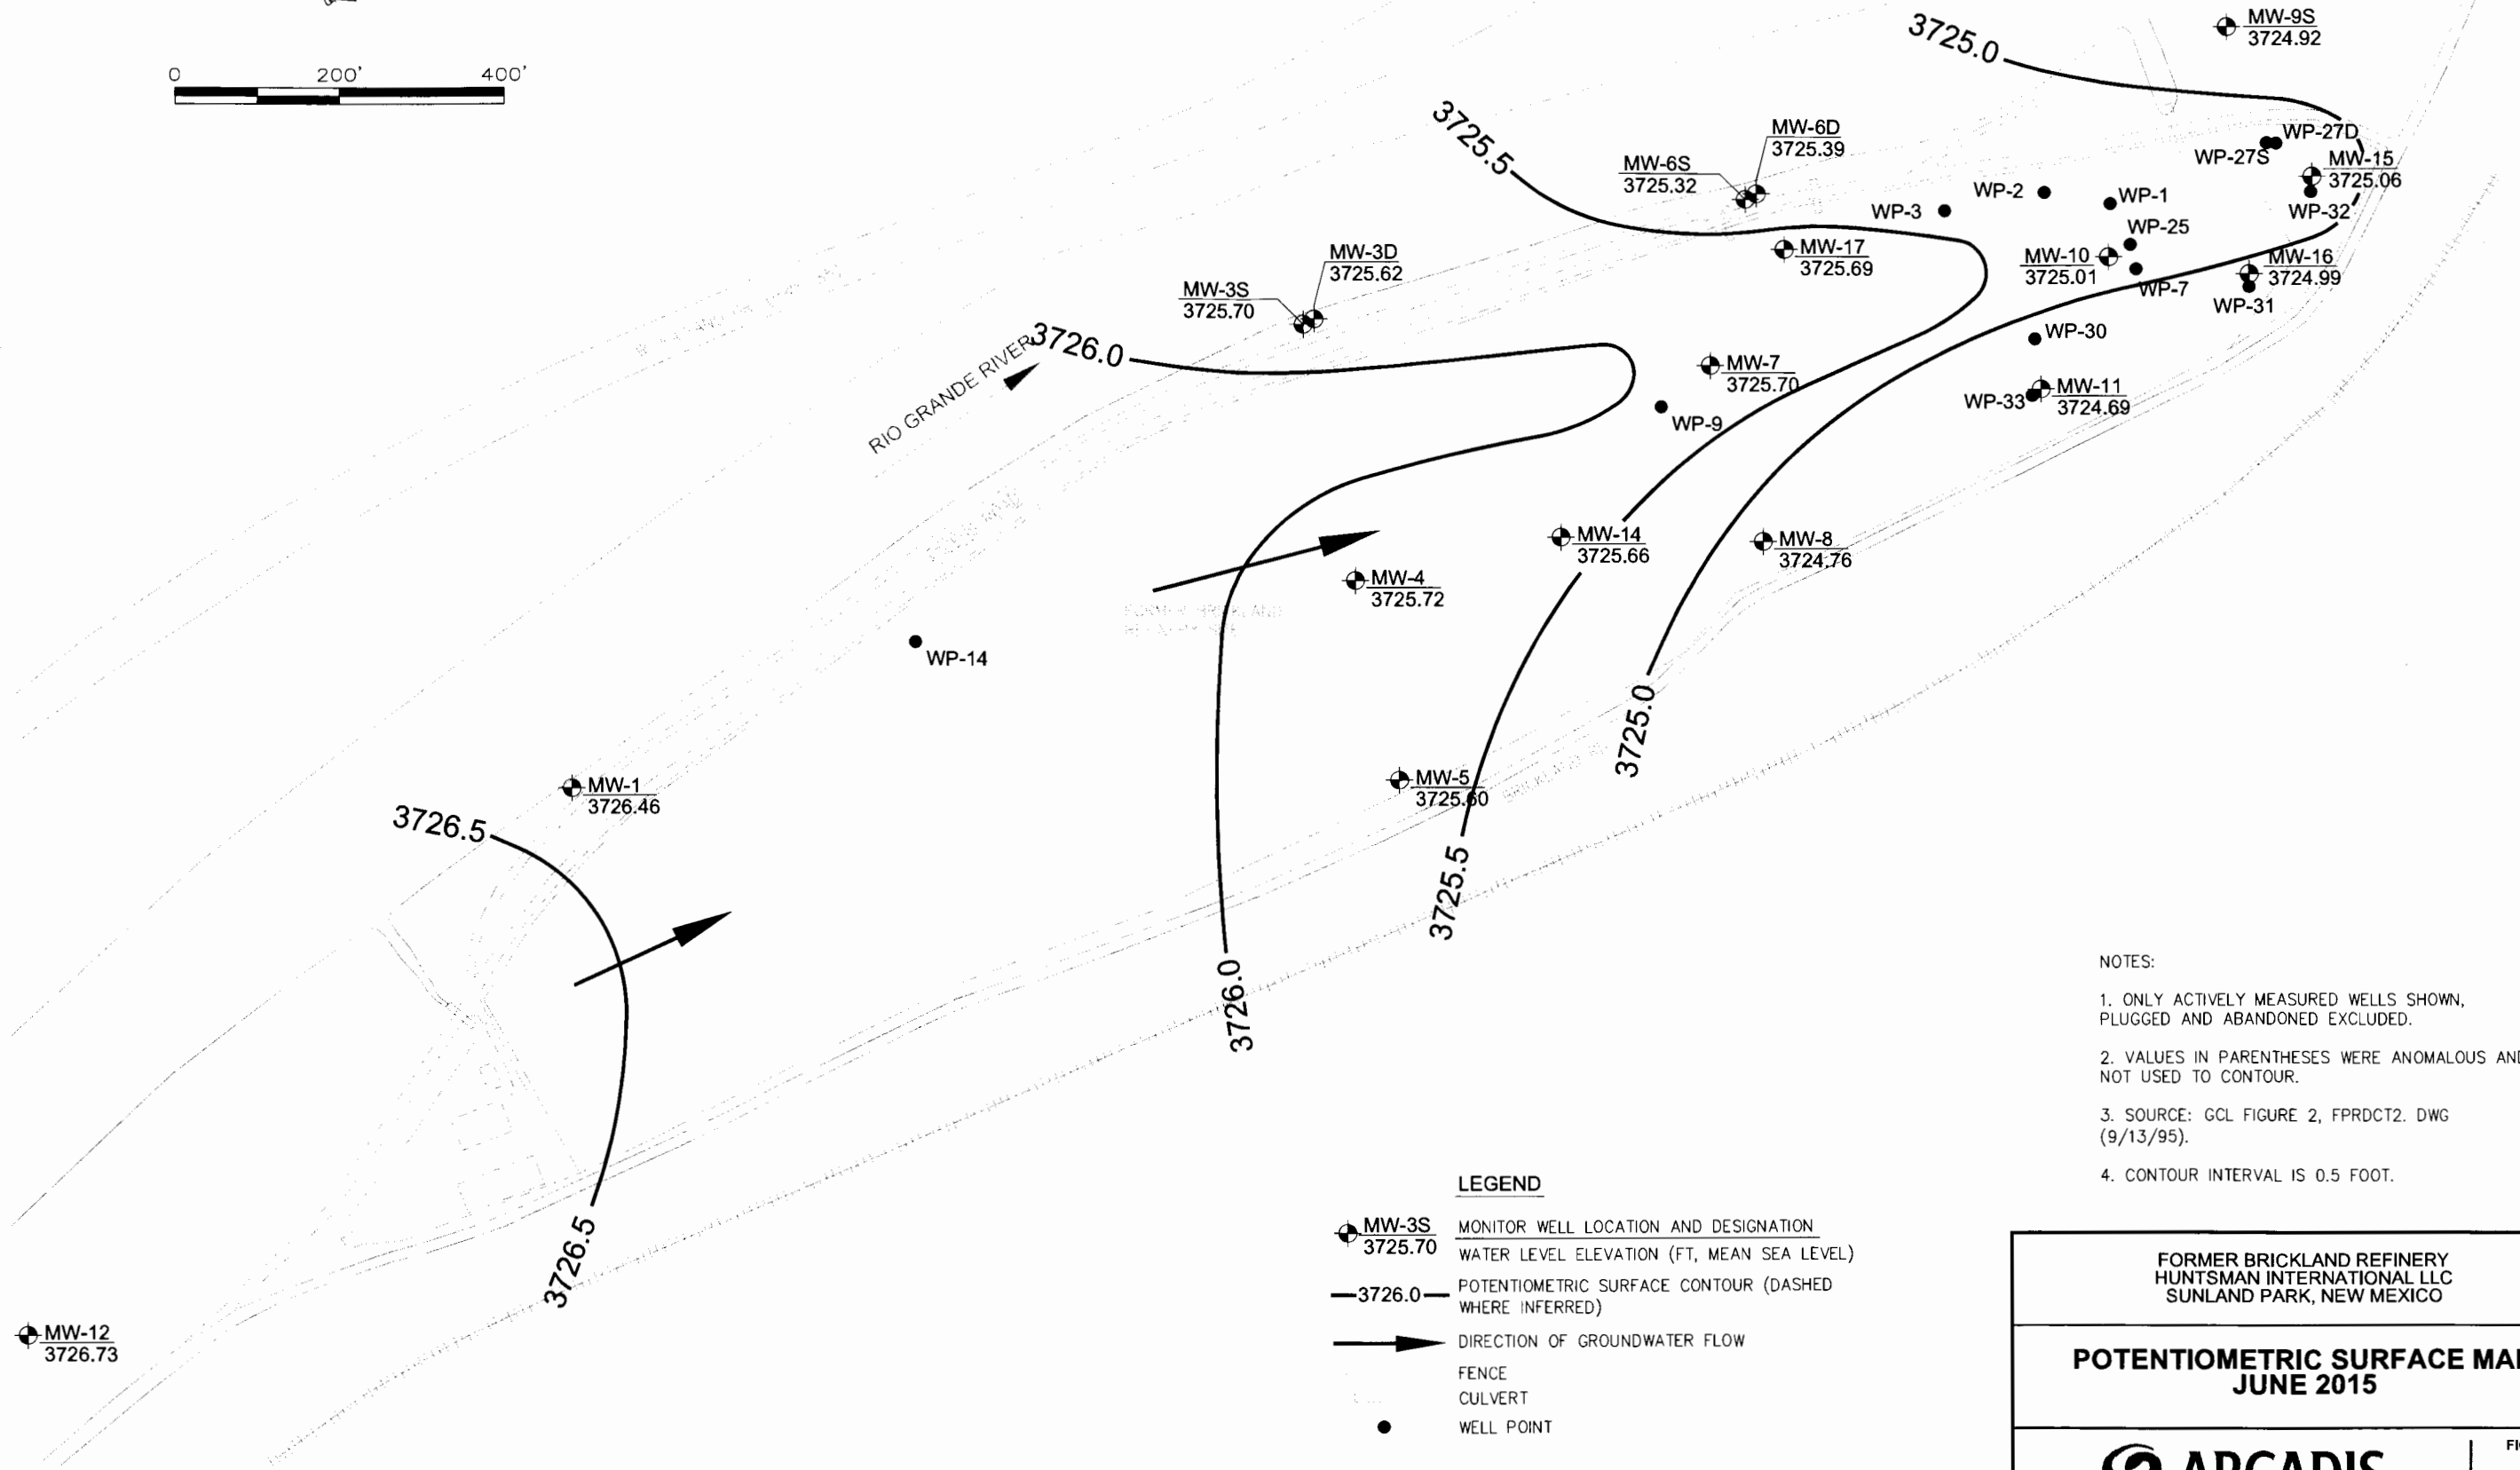 0 200' 400'
3725.0
MW-9S
3724.92
3725.5
MW-6D
3725.39
MW-6S
3725.32
WP-27D
WP-27S
MW-15
3725.06
WP-32
WP-2
WP-1
WP-3
WP-25
MW-17
3725.69
MW-10
3725.01
WP-7
MW-16
3724.99
WP-31
MW-3D
3725.62
MW-3S
3725.70
RIO GRANDE RIVER
3726.0
WP-30
MW-7
3725.70
WP-9
WP-33
MW-11
3724.69
MW-14
3725.66
MW-8
3724.76
MW-4
3725.72
WP-14
3725.0
MW-5
3725.60
MW-1
3726.46
3726.5
3725.5
3726.0
3726.5
MW-12
3726.73
NOTES:
1. ONLY ACTIVELY MEASURED WELLS SHOWN,
PLUGGED AND ABANDONED EXCLUDED.
2. VALUES IN PARENTHESES WERE ANOMALOUS AND
NOT USED TO CONTOUR.
3. SOURCE: GCL FIGURE 2, FPRDCT2. DWG
(9/13/95).
4. CONTOUR INTERVAL IS 0.5 FOOT.
LEGEND
MW-3S MONITOR WELL LOCATION AND DESIGNATION
3725.70 WATER LEVEL ELEVATION (FT, MEAN SEA LEVEL)
3726.0 POTENTIOMETRIC SURFACE CONTOUR (DASHED
WHERE INFERRED)
DIRECTION OF GROUNDWATER FLOW
FENCE
CULVERT
WELL POINT
FORMER BRICKLAND REFINERY
HUNTSMAN INTERNATIONAL LLC
SUNLAND PARK, NEW MEXICO
POTENTIOMETRIC SURFACE MAP
JUNE 2015
ARCADIS